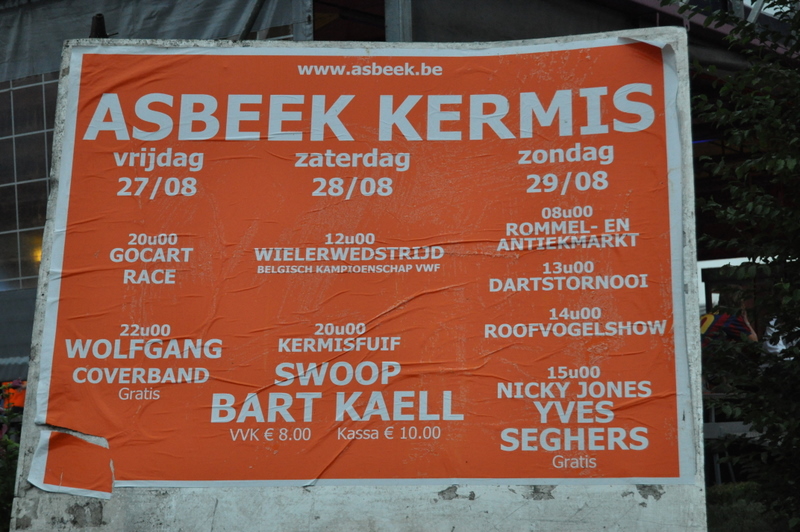 www.asbeek.be
ASBEEK KERMIS
vrijdag
27/08
20u00
GOCART
RACE
22u00
WOLFGANG
COVERBAND
Gratis
zaterdag
28/08
12u00
WIELERWEDSTRIJD
BELGISCH KAMPIOENSCHAP VWF
20u00
KERMISFUIF
SWOOP
BART KAELL
VVK € 8.00 Kassa € 10.00
zondag
29/08
08u00
ROMMEL- EN
ANTIEKMARKT
13u00
DARTSTORNOOI
14u00
ROOFVOGELSHOW
15u00
NICKY JONES
YVES
SEGHERS
Gratis